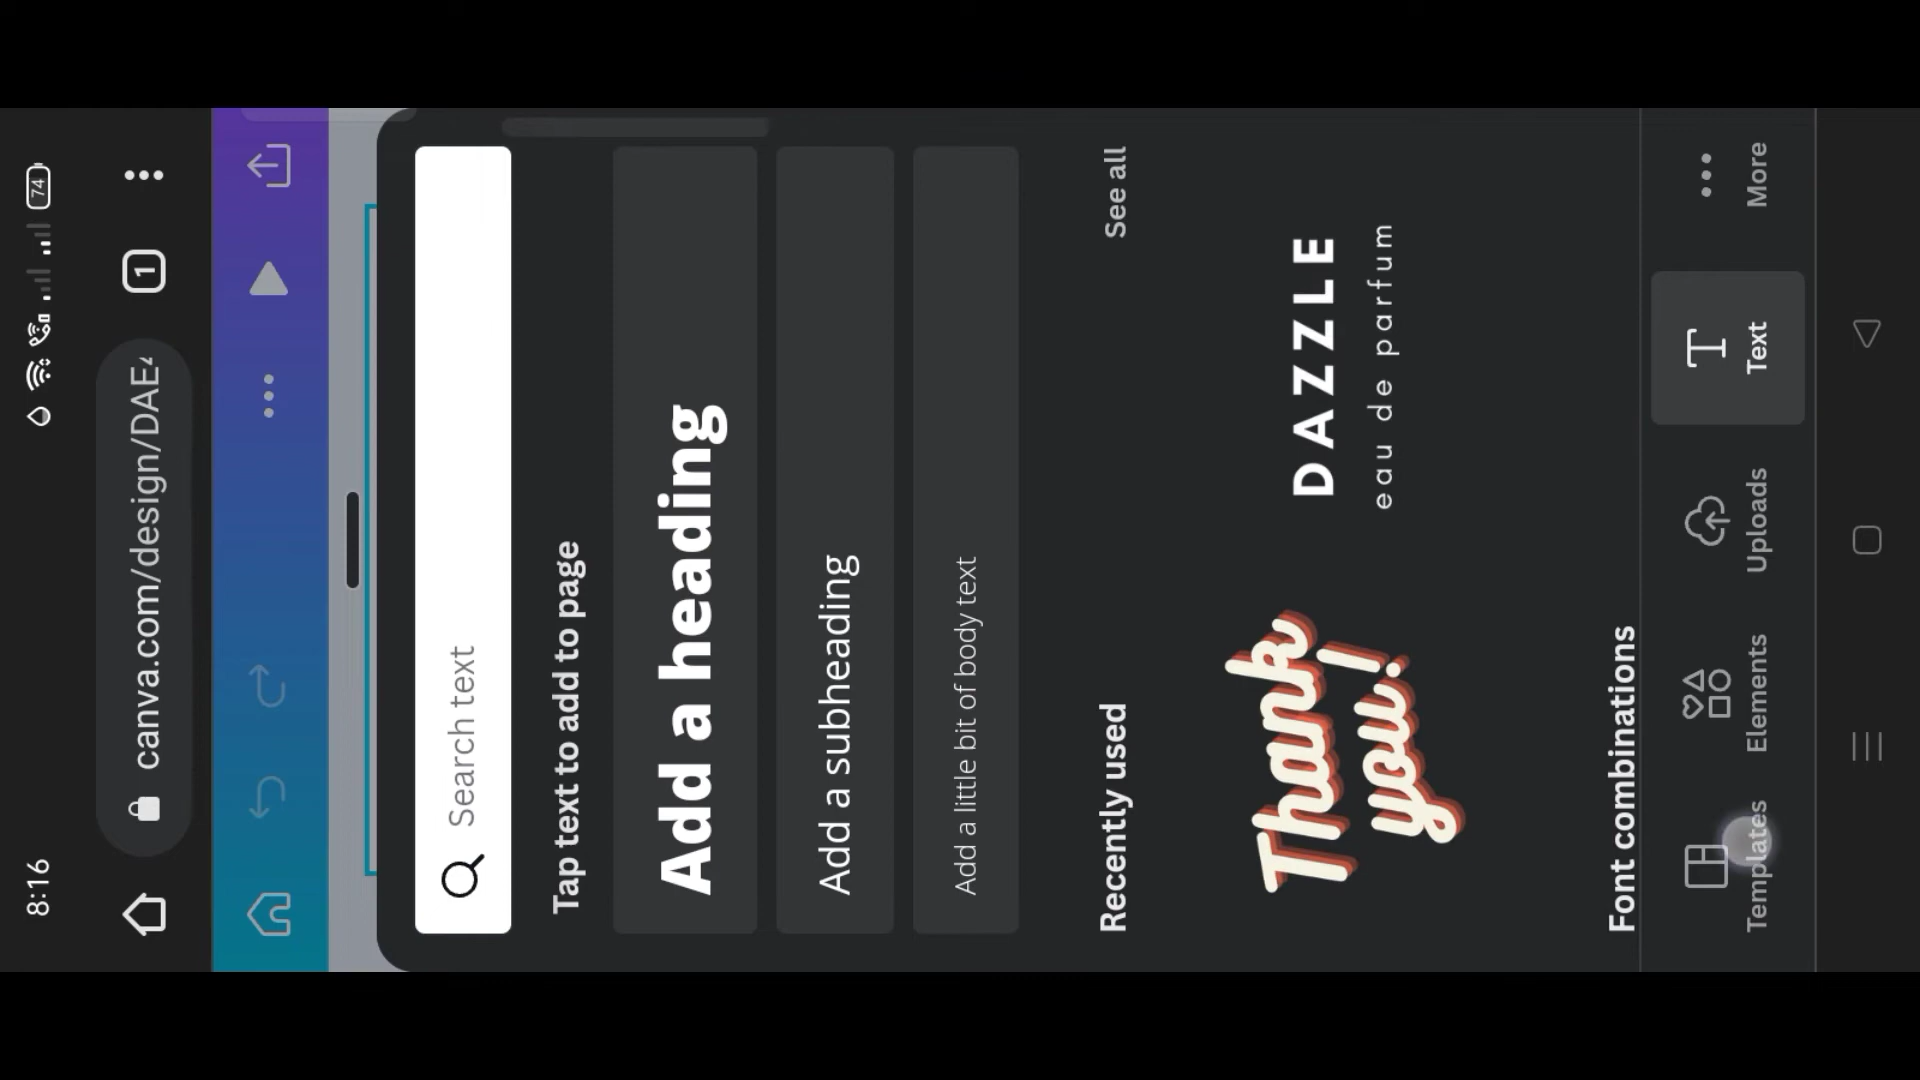 8:16
74
canva.com/design/DAE
1
Search text
Tap text to add to page
Add a heading
Add a subheading
Add a little bit of body text
Recently used
See all
Thank
you!
DAZZLE
eau de parfum
Font combinations
Templates
Elements
Uploads
Text
More